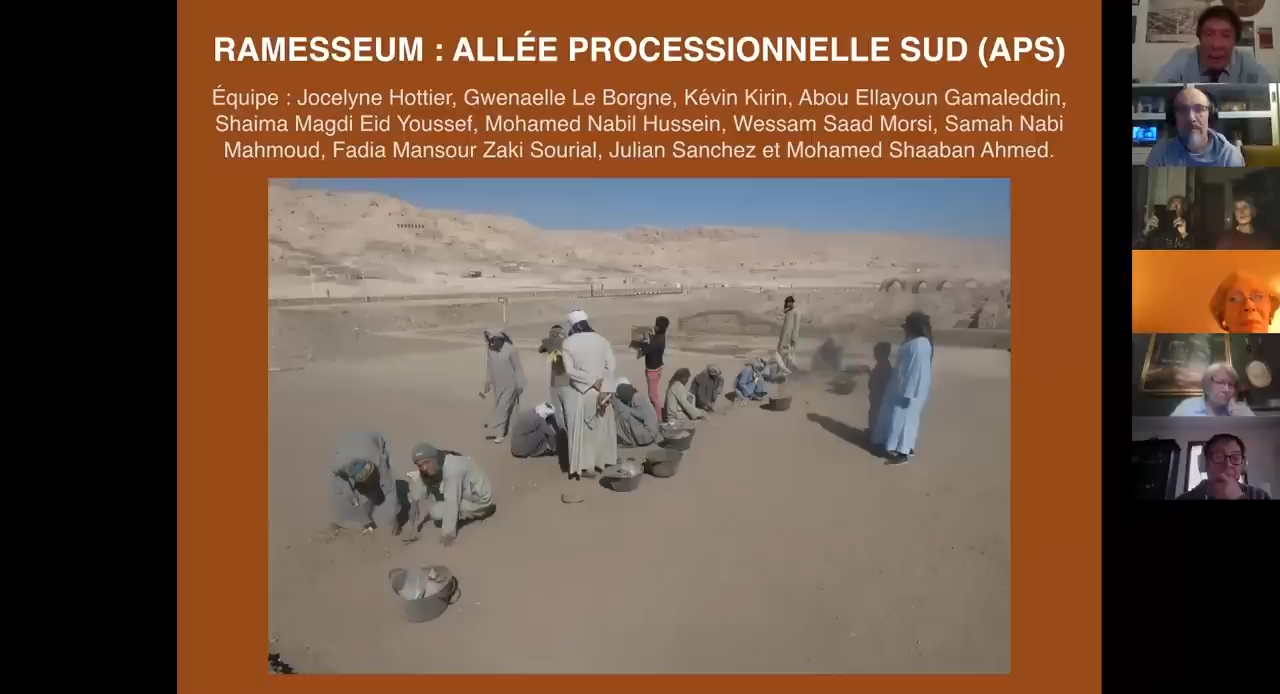 RAMESSEUM : ALLÉE PROCESSIONNELLE SUD (APS)
Équipe : Jocelyne Hottier, Gwenaelle Le Borgne, Kévin Kirin, Abou Ellayoun Gamaleddin,
Shaima Magdi Eid Youssef, Mohamed Nabil Hussein, Wessam Saad Morsi, Samah Nabi
Mahmoud, Fadia Mansour Zaki Sourial, Julian Sanchez et Mohamed Shaaban Ahmed.